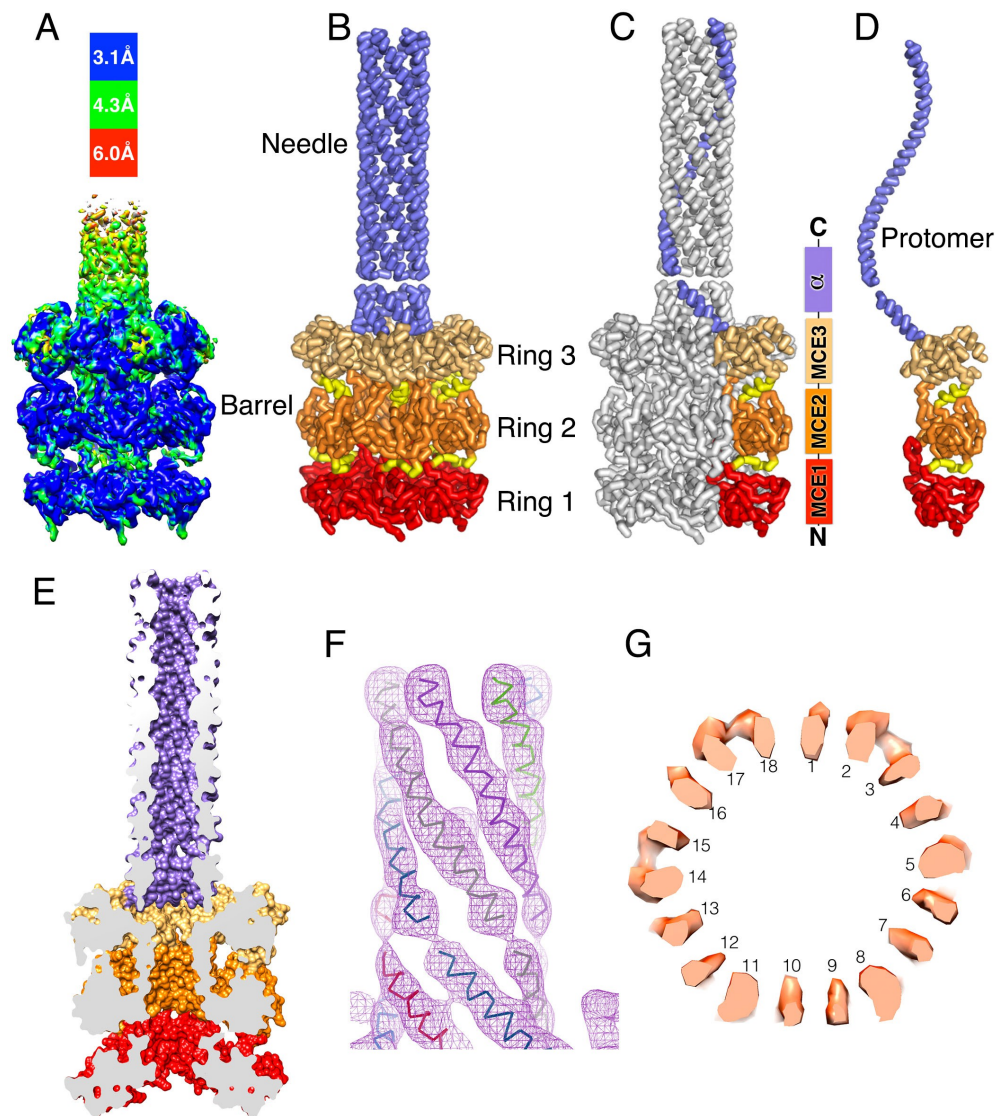 A
3.1Å
4.3Å
6.0Å
B
Needle
Barrel
Ring 3
Ring 2
Ring 1
C
C
α
MCE3
MCE2
MCE1
N
D
Protomer
E
F
G
1
2
3
4
5
6
7
8
9
10
11
12
13
14
15
16
17
18